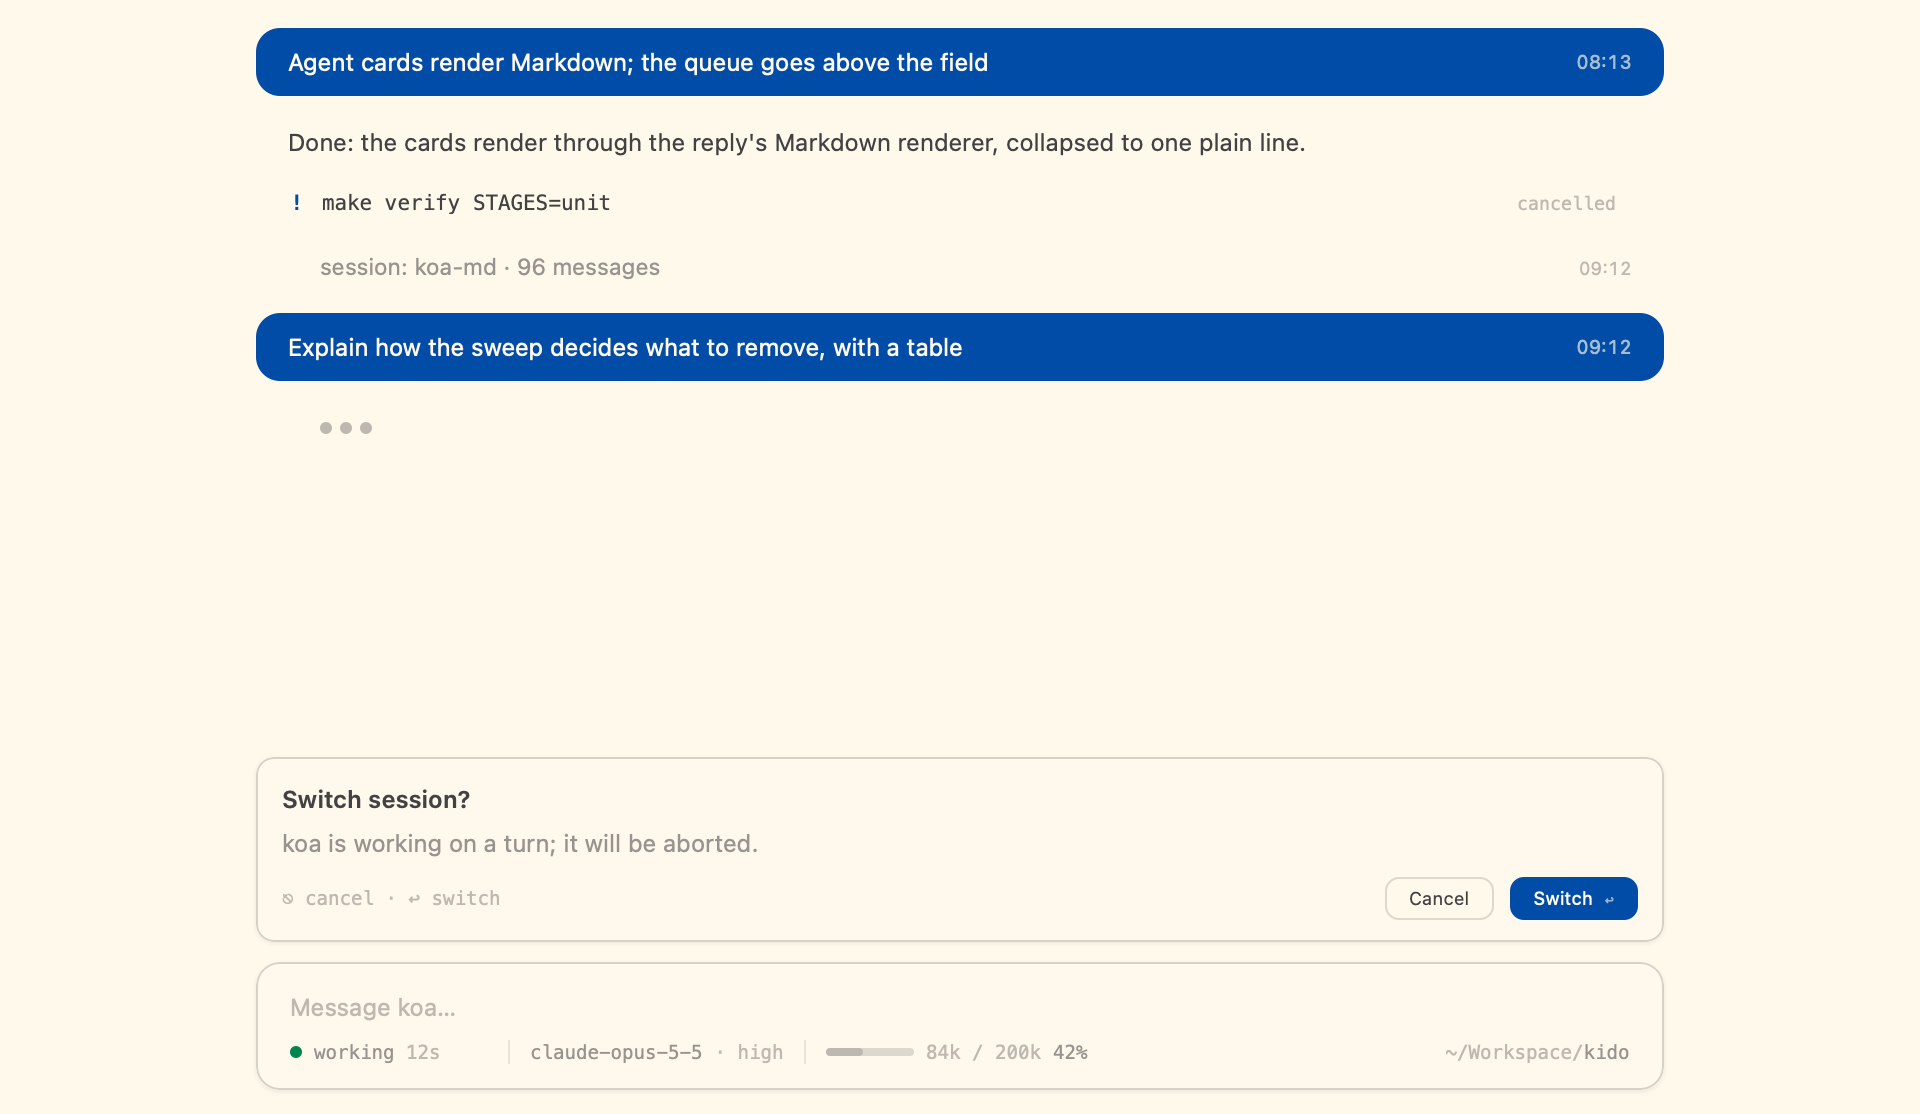 Agent cards render Markdown; the queue goes above the field 08:13
Done: the cards render through the reply's Markdown renderer, collapsed to one plain line.
! make verify STAGES=unit cancelled
session: koa-md · 96 messages 09:12
Explain how the sweep decides what to remove, with a table 09:12
Switch session?
koa is working on a turn; it will be aborted.
⎋ cancel · ↩ switch Cancel Switch ↩
Message koa...
working 12s claude-opus-5-5 · high 84k / 200k 42% ~/Workspace/kido